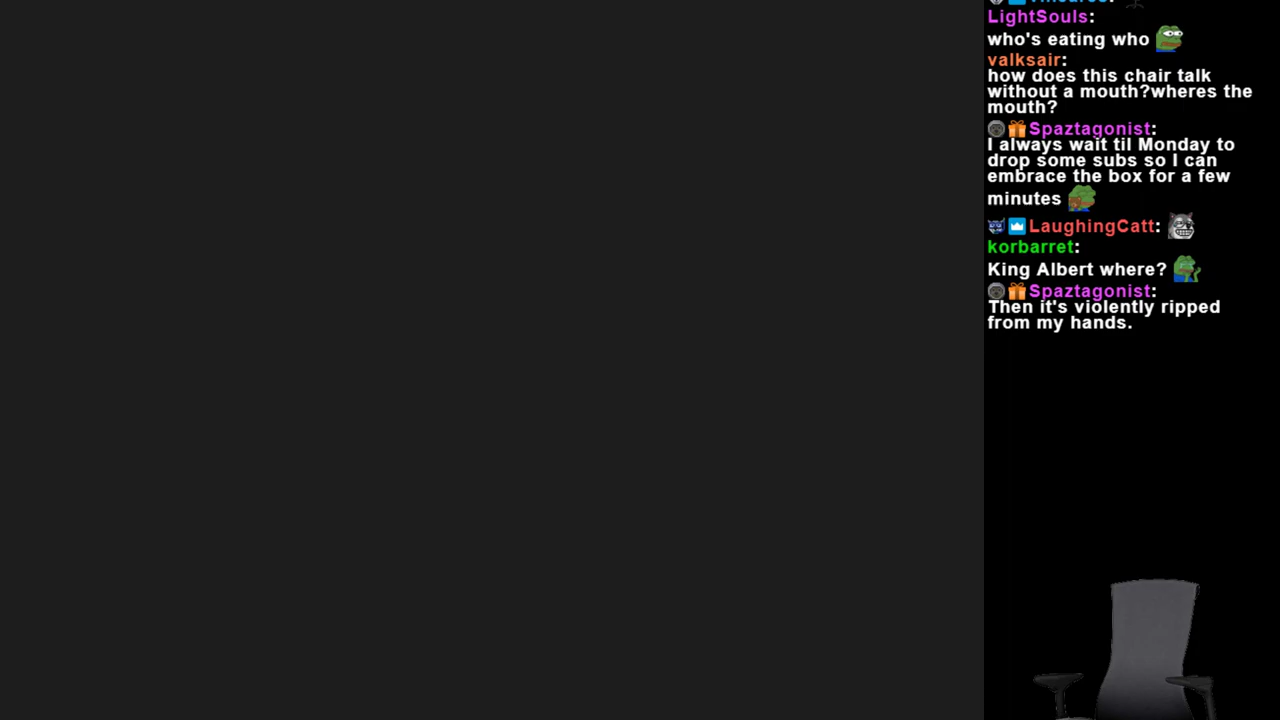 LightSouls:
who's eating who
valksair:
how does this chair talk
without a mouth?wheres the
mouth?
Spaztagonist:
I always wait til Monday to
drop some subs so I can
embrace the box for a few
minutes
LaughingCatt:
korbarret:
King Albert where?
Spaztagonist:
Then it's violently ripped
from my hands.